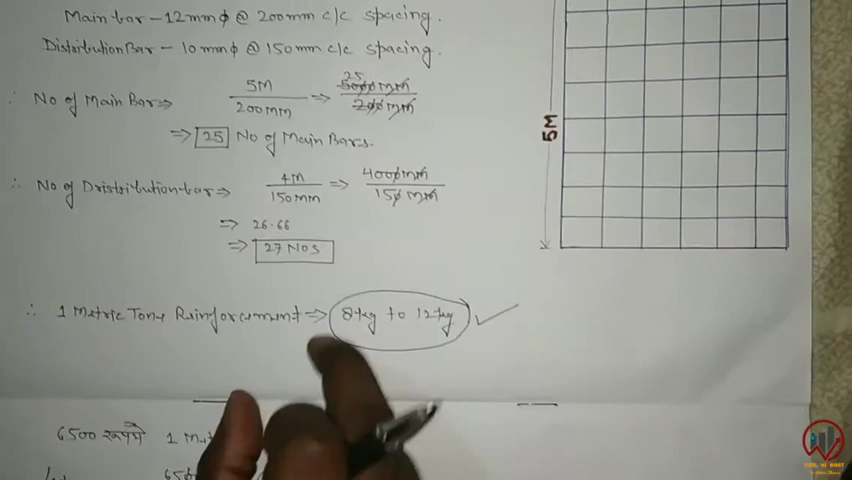 Main bar - 12mmϕ @ 200mm c/c spacing.
Distribution Bar - 10mmϕ @ 150mm c/c spacing.
∴ No of Main Bar ⇒ 5M / 200mm ⇒ 25 5000mm / 200mm
⇒ 25 No of Main Bars.
∴ No of Dristribution bar ⇒ 4M / 150mm ⇒ 4000mm / 150mm
⇒ 26.66
⇒ 27 NOS
∴ 1 Metric Tone Reinforcement ⇒ 8kg to 12kg ✓
6500 रूपये 1
5M